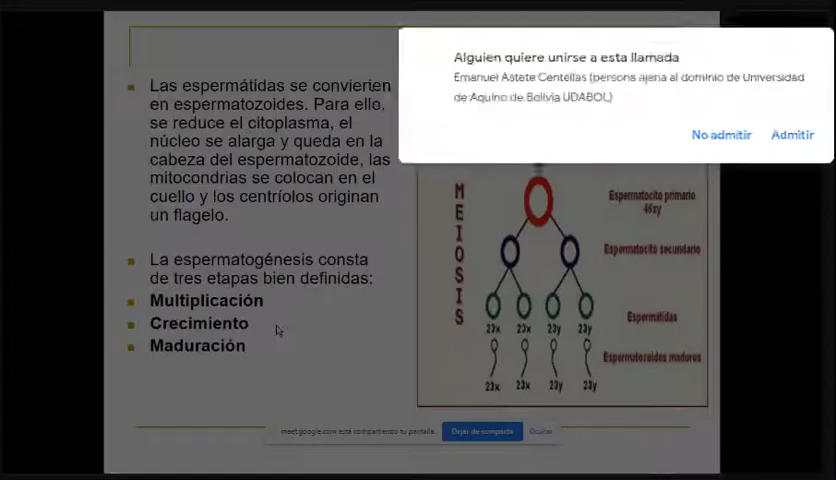 Alguien quiere unirse a esta llamada
Emanuel Astete Centellas (persona ajena al dominio de Universidad
de Aquino de Bolivia UDABOL)
No admitir
Admitir
Las espermátidas se convierten
en espermatozoides. Para ello,
se reduce el citoplasma, el
núcleo se alarga y queda en la
cabeza del espermatozoide, las
mitocondrias se colocan en el
cuello y los centríolos originan
un flagelo.
La espermatogénesis consta
de tres etapas bien definidas:
Multiplicación
Crecimiento
Maduración
MEIOSIS
Espermatocito primario
46xy
Espermatocito secundario
Espermátidas
23x 23x 23y 23y
Espermatozoides maduros
23x 23x 23y 23y
meet.google.com está compartiendo tu pantalla.
Dejar de compartir
Ocultar